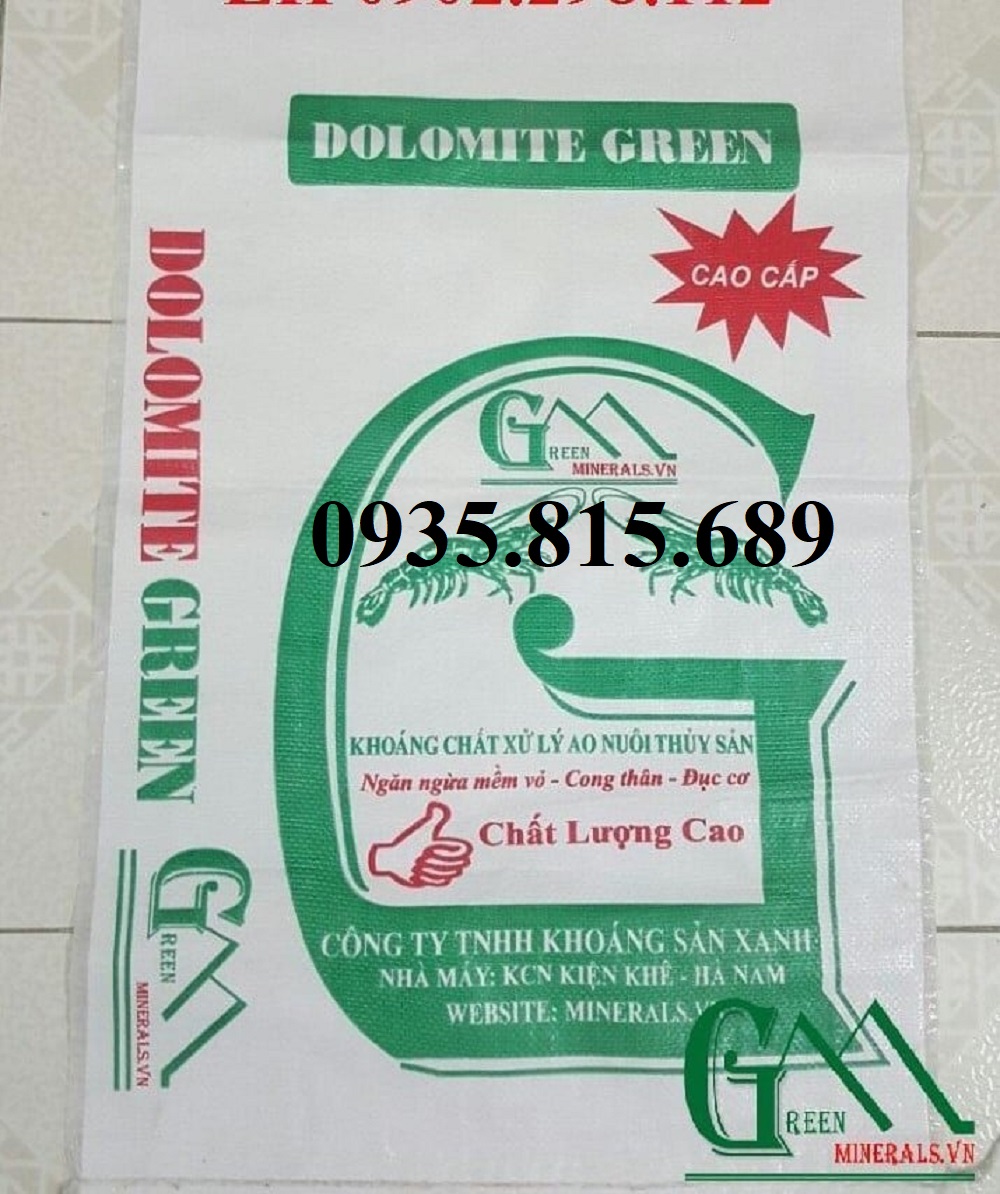 DOLOMITE GREEN
CAO CẤP
DOLOMITE GREEN
GREEN
MINERALS.VN
0935.815.689
KHOÁNG CHẤT XỬ LÝ AO NUÔI THỦY SẢN
Ngăn ngừa mềm vỏ - Cong thân - Đục cơ
Chất Lượng Cao
CÔNG TY TNHH KHOÁNG SẢN XANH
NHÀ MÁY: KCN KIỆN KHÊ - HÀ NAM
WEBSITE: MINERALS.V
GREEN
MINERALS.VN
GREEN
MINERALS.VN